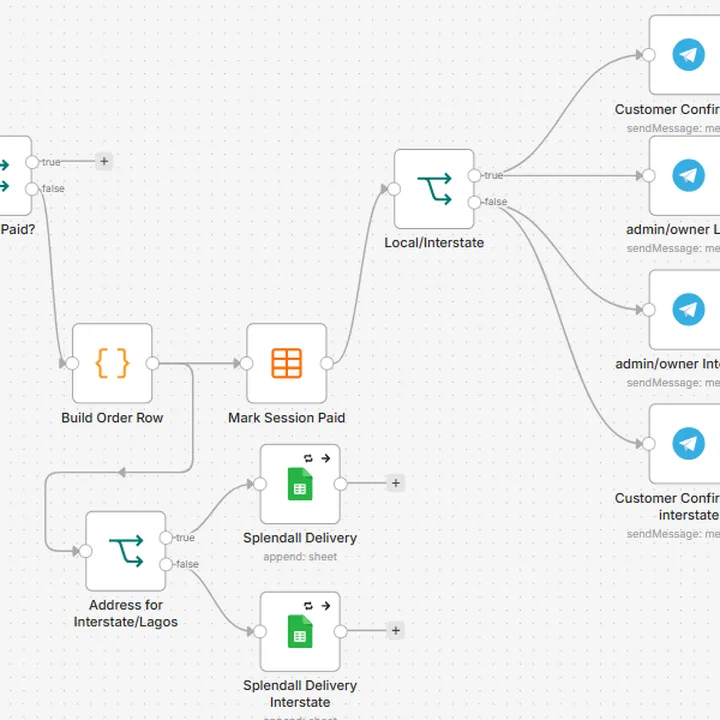 Customer Confir
sendMessage: me
true
+
false
Paid?
true
false
Local/Interstate
admin/owner L
sendMessage: me
{ }
Build Order Row
Mark Session Paid
admin/owner Inte
sendMessage: me
+
true
false
Splendall Delivery
append: sheet
Customer Confir
interstate
sendMessage: me
Address for
Interstate/Lagos
+
Splendall Delivery
Interstate
append: sheet